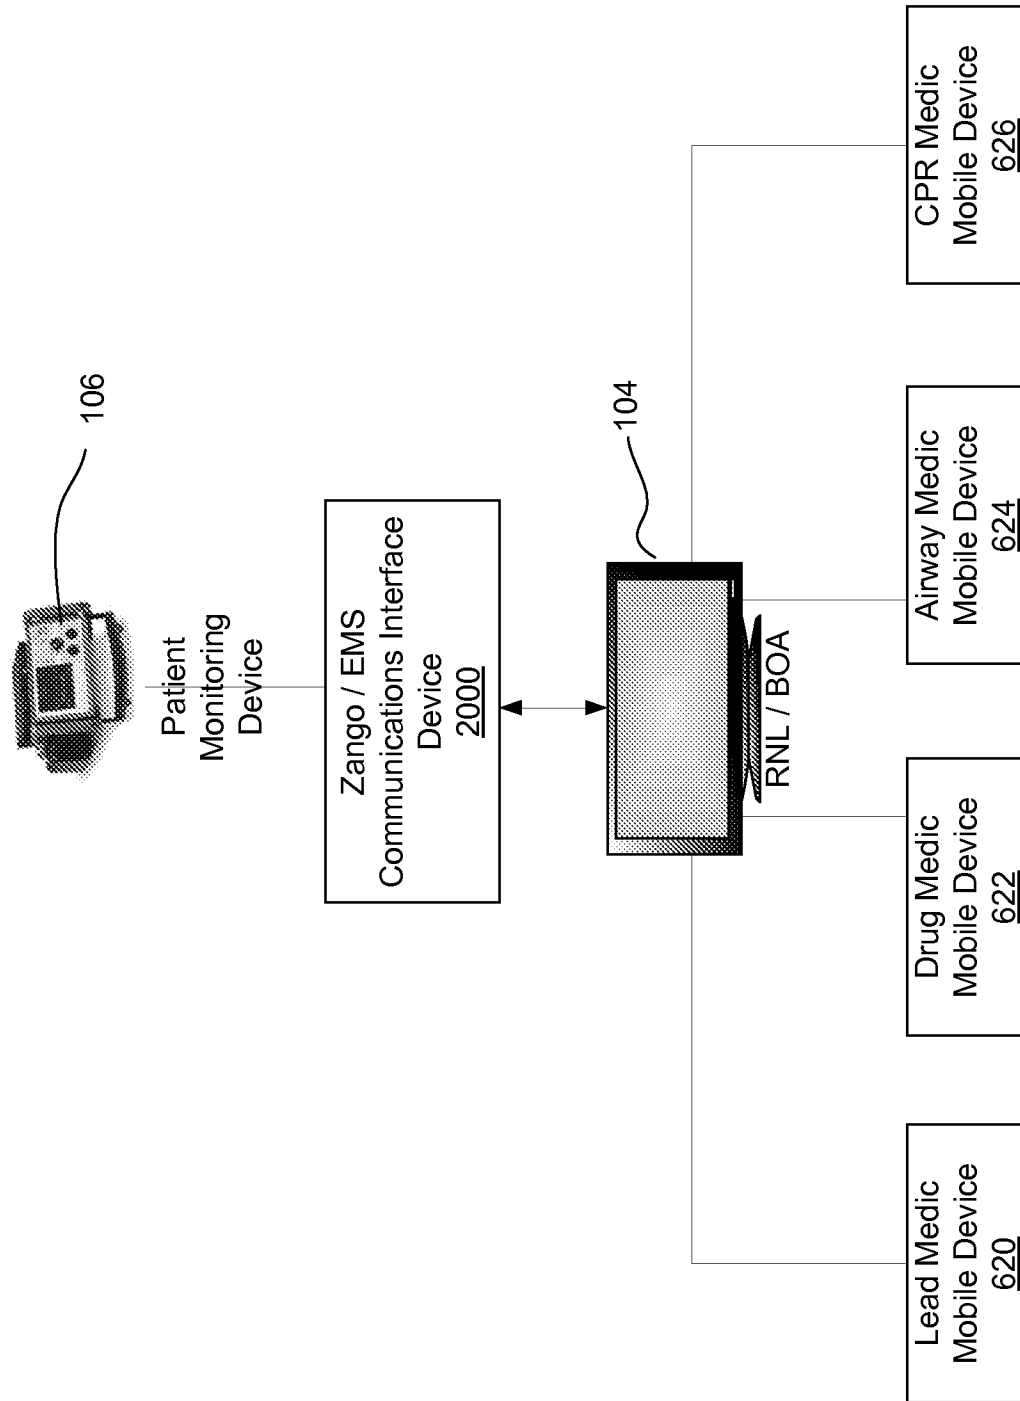 106
Patient
Monitoring
Device
Zango / EMS
Communications Interface
Device
2000
104
RNL / BOA
Lead Medic
Mobile Device
620
Drug Medic
Mobile Device
622
Airway Medic
Mobile Device
624
CPR Medic
Mobile Device
626